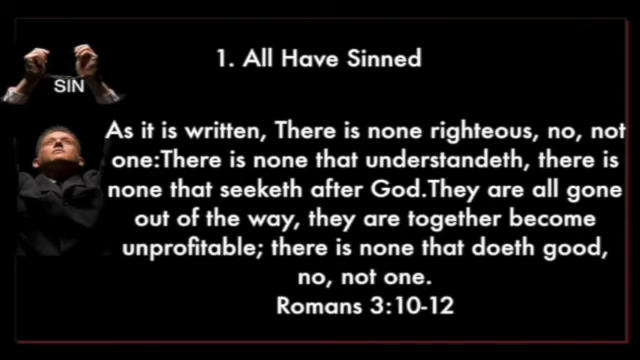 1. All Have Sinned
SIN
As it is written, There is none righteous, no, not
one:There is none that understandeth, there is
none that seeketh after God.They are all gone
out of the way, they are together become
unprofitable; there is none that doeth good,
no, not one.
Romans 3:10-12